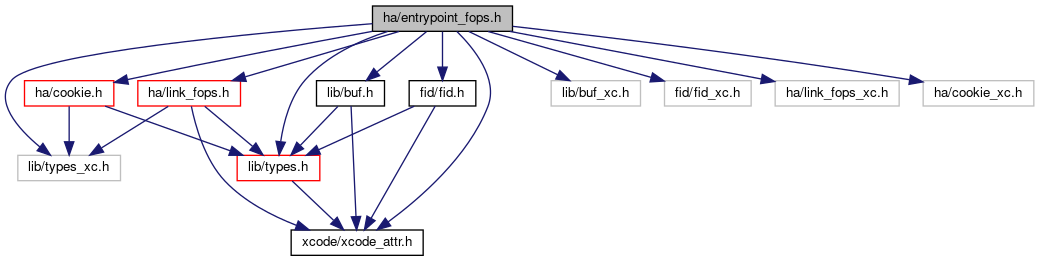 ha/entrypoint_fops.h
ha/cookie.h
ha/link_fops.h
lib/buf.h
fid/fid.h
lib/buf_xc.h
fid/fid_xc.h
ha/link_fops_xc.h
ha/cookie_xc.h
lib/types_xc.h
lib/types.h
xcode/xcode_attr.h